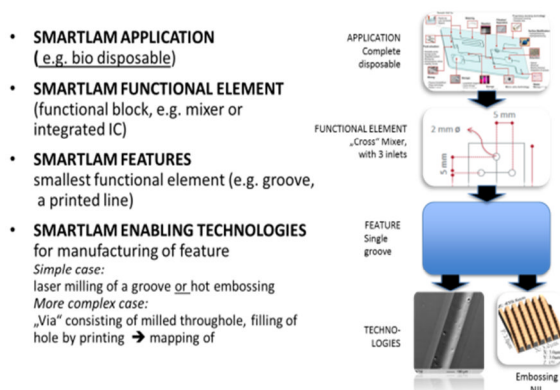 SMARTLAM APPLICATION
( e.g. bio disposable)
SMARTLAM FUNCTIONAL ELEMENT
(functional block, e.g. mixer or
integrated IC)
SMARTLAM FEATURES
smallest functional element (e.g. groove,
a printed line)
SMARTLAM ENABLING TECHNOLOGIES
for manufacturing of feature
Simple case:
laser milling of a groove or hot embossing
More complex case:
„Via“ consisting of milled throughole, filling of
hole by printing ➔ mapping of
APPLICATION
Complete
disposable
FUNCTIONAL ELEMENT
„Cross“ Mixer,
with 3 inlets
5 mm
2 mm ø
5 mm
FEATURE
Single
groove
TECHNO-
LOGIES
Embossing
NIL